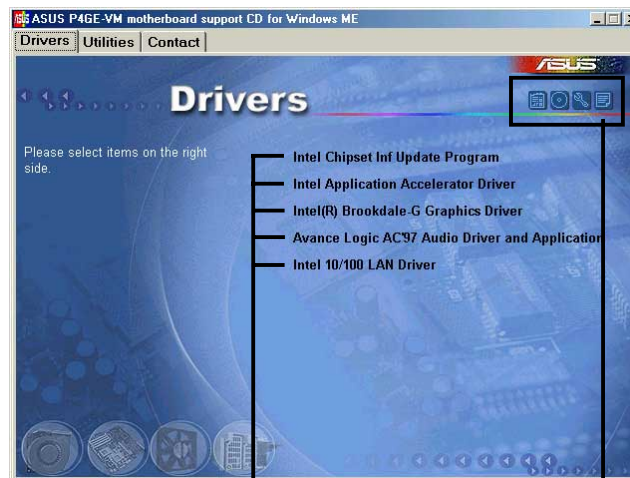 ASUS P4GE-VM motherboard support CD for Windows ME
Drivers Utilities Contact
ASUS
Drivers
Please select items on the right
side.
Intel Chipset Inf Update Program
Intel Application Accelerator Driver
Intel(R) Brookdale-G Graphics Driver
Avance Logic AC'97 Audio Driver and Application
Intel 10/100 LAN Driver